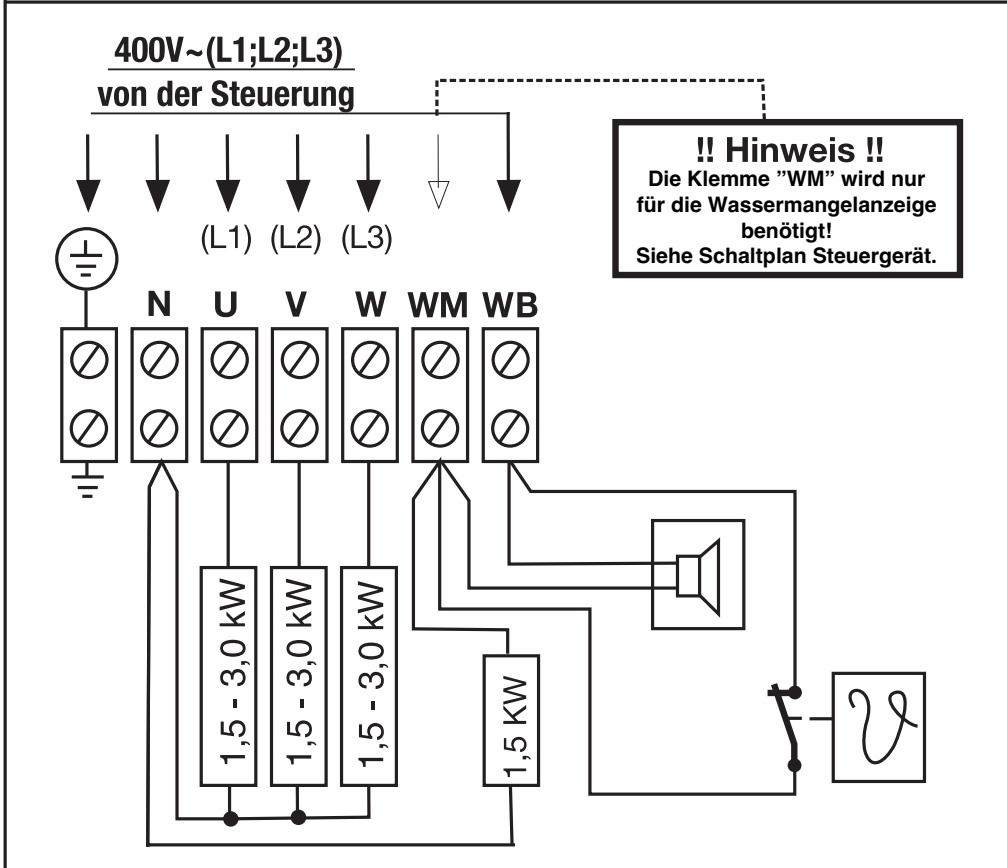 400V~(L1;L2;L3)
von der Steuerung
!! Hinweis !!
Die Klemme ”WM” wird nur
für die Wassermangelanzeige
benötigt!
Siehe Schaltplan Steuergerät.
(L1) (L2) (L3)
N U V W WM WB
1,5 - 3,0 kW
1,5 - 3,0 kW
1,5 - 3,0 kW
1,5 KW
ϑ